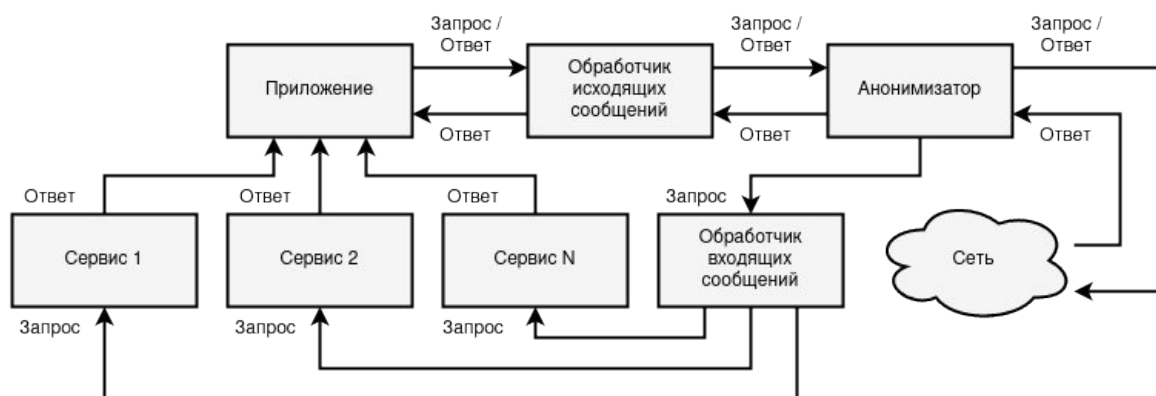 Запрос /
Ответ
Запрос /
Ответ
Запрос /
Ответ
Приложение
Обработчик
исходящих
сообщений
Анонимизатор
Ответ
Ответ
Ответ
Ответ
Ответ
Ответ
Запрос
Сервис 1
Сервис 2
Сервис N
Обработчик
входящих
сообщений
Сеть
Запрос
Запрос
Запрос